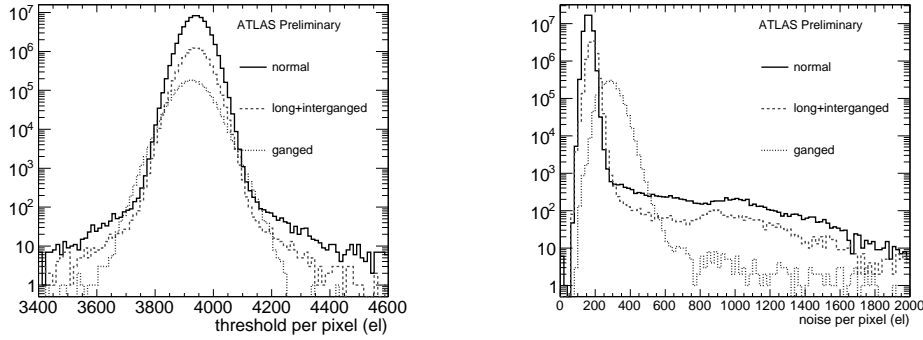 ATLAS Preliminary
normal
long+interganged
ganged
10^7
10^6
10^5
10^4
10^3
10^2
10
1
3400 3600 3800 4000 4200 4400 4600
threshold per pixel (el)
ATLAS Preliminary
normal
long+interganged
ganged
10^7
10^6
10^5
10^4
10^3
10^2
10
1
0 200 400 600 800 1000 1200 1400 1600 1800 2000
noise per pixel (el)